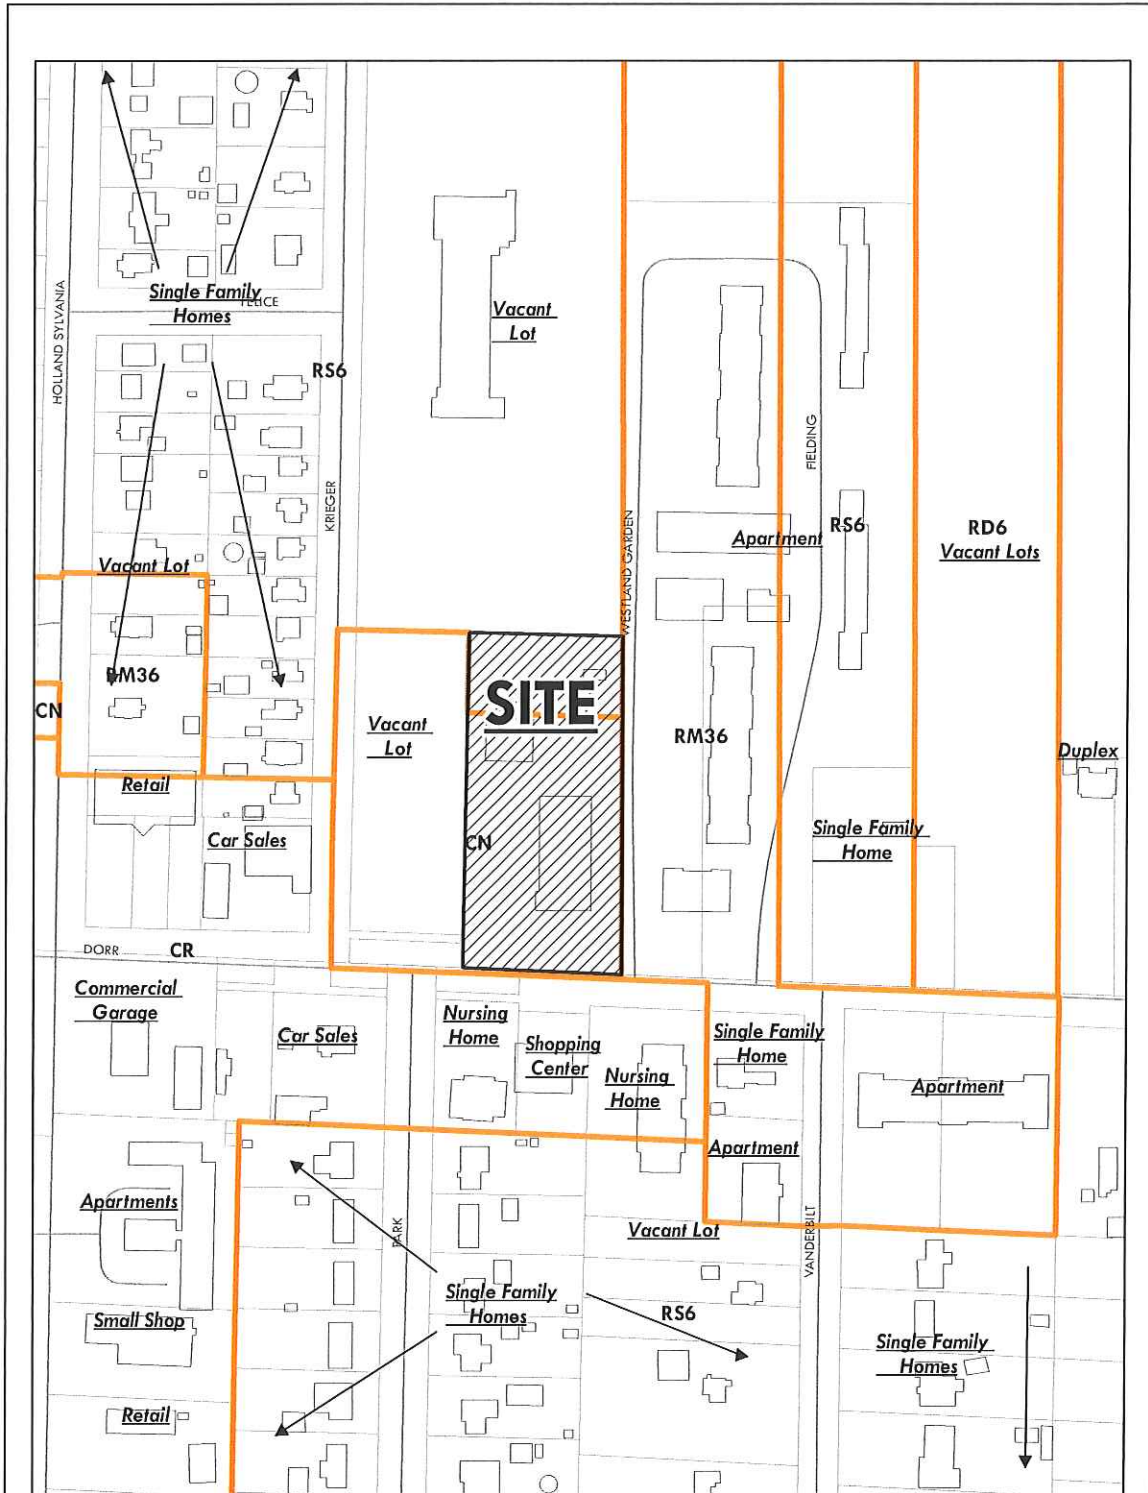 Single Family
Homes
TELICE
HOLLAND SYLVANIA
Vacant
Lot
RS6
KRIEGER
FIELDING
WESTLAND GARDEN
Apartment
RS6
RD6
Vacant Lots
Vacant Lot
RM36
CN
SITE
Vacant
Lot
RM36
Duplex
Retail
Car Sales
CN
Single Family
Home
DORR
CR
Commercial
Garage
Car Sales
Nursing
Home
Shopping
Center
Nursing
Home
Single Family
Home
Apartment
Apartment
Apartments
PARK
Vacant Lot
VANDERBILT
Single Family
Homes
RS6
Small Shop
Single Family
Homes
Retail